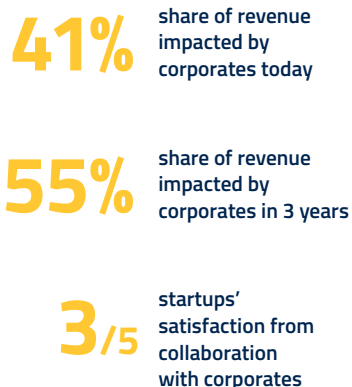 41%
share of revenue
impacted by
corporates today
55%
share of revenue
impacted by
corporates in 3 years
3/5
startups’
satisfaction from
collaboration
with corporates